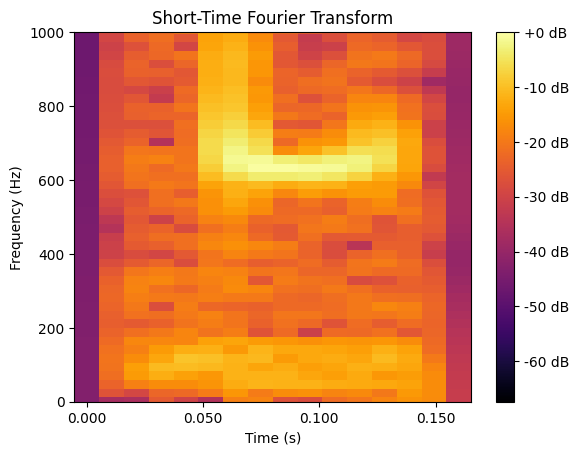 Short-Time Fourier Transform
1000
800
600
400
200
0
Frequency (Hz)
0.000
0.050
0.100
0.150
Time (s)
+0 dB
-10 dB
-20 dB
-30 dB
-40 dB
-50 dB
-60 dB